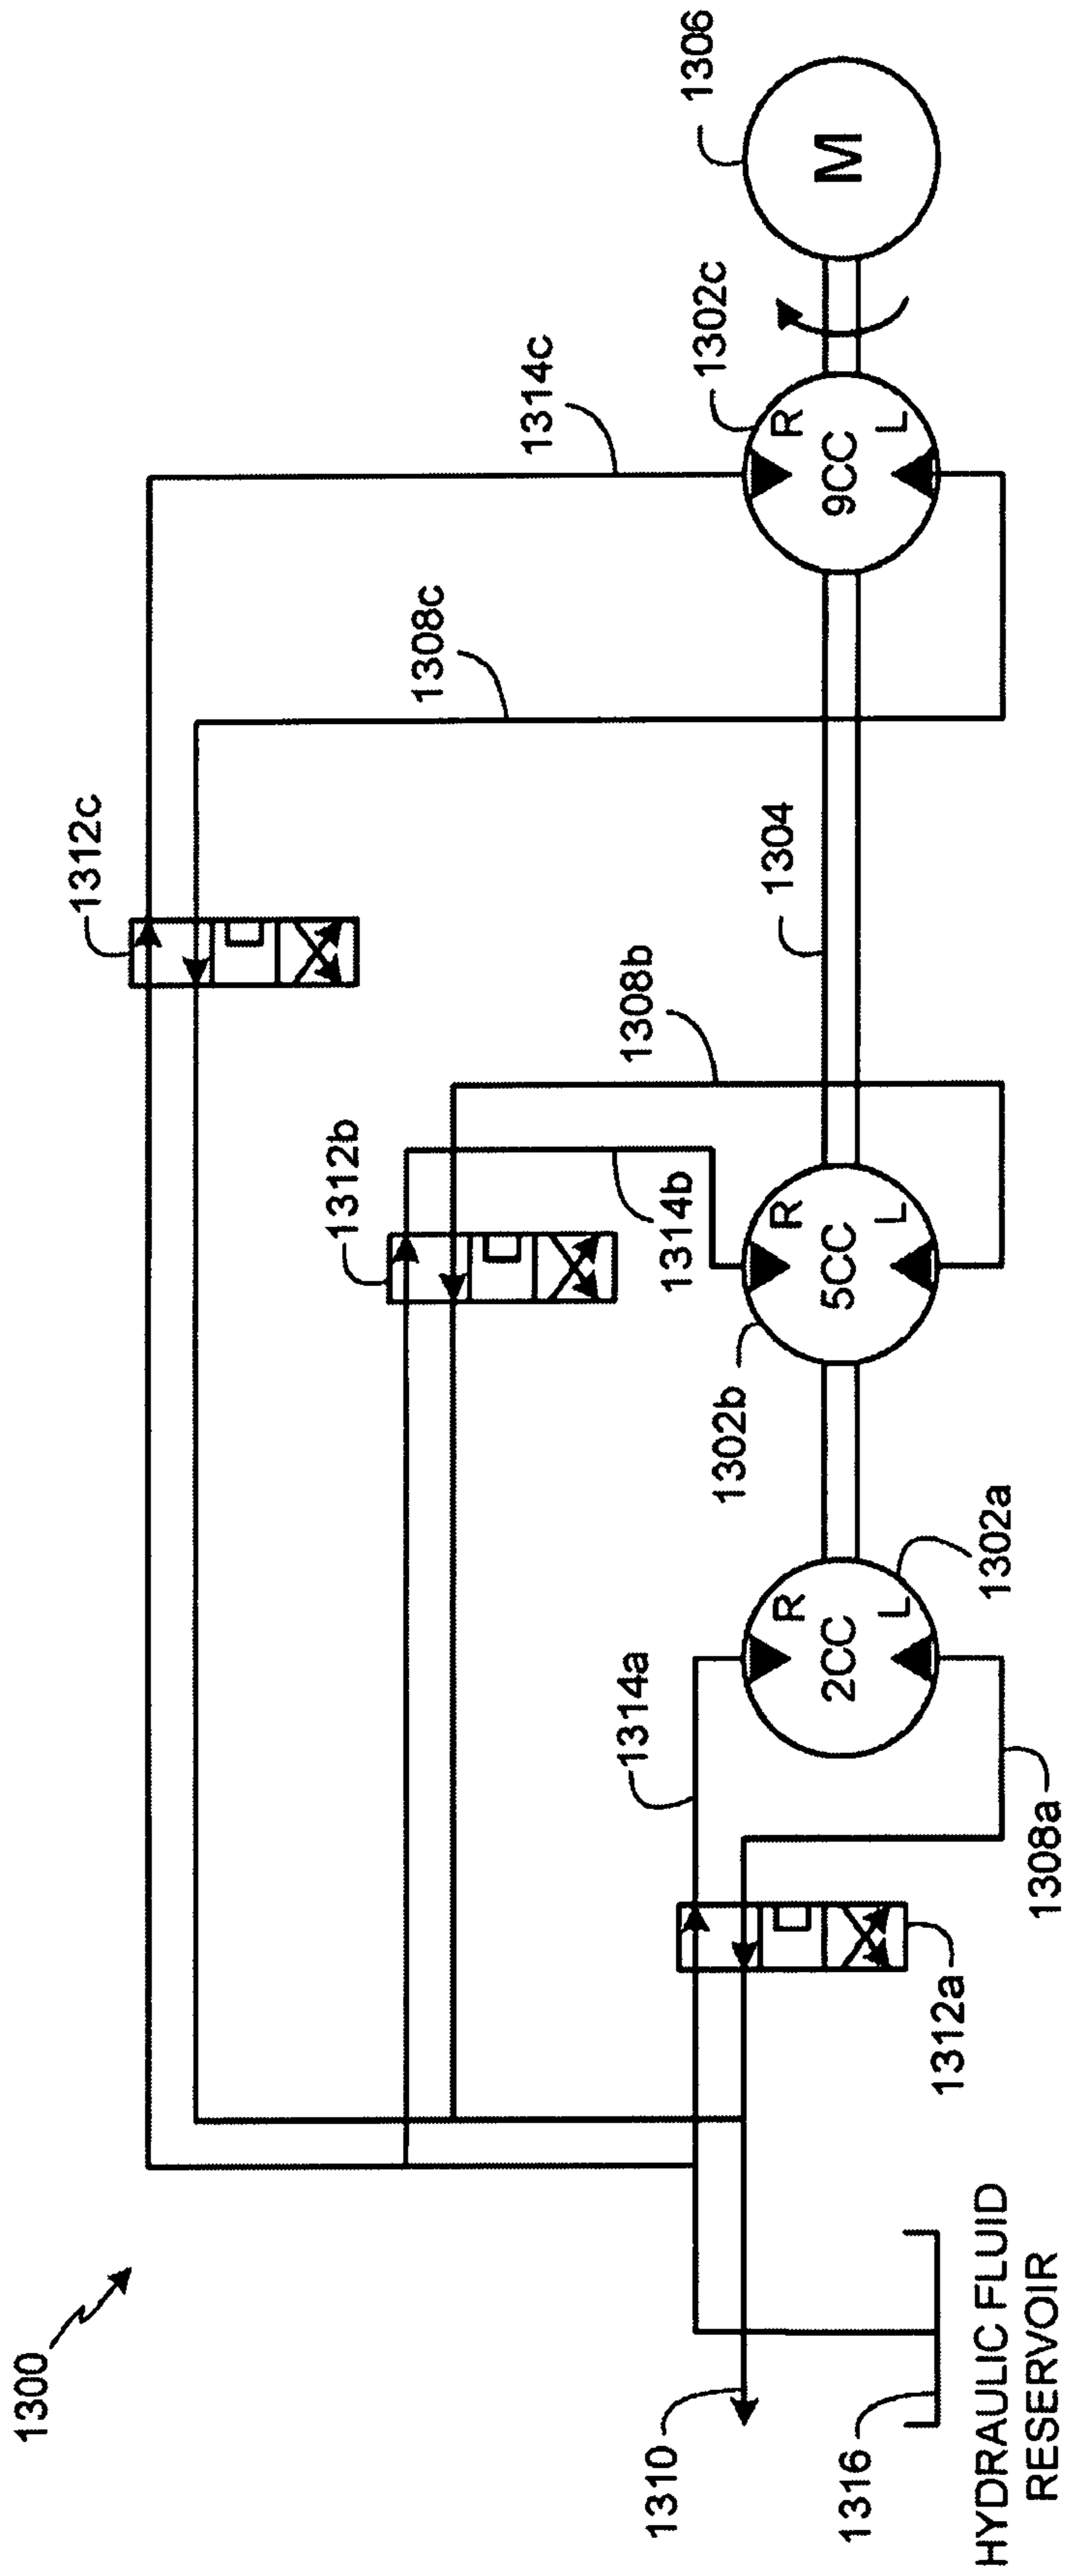 1300
1312c
1314c
1308c
1306
M
1302c
R
9CC
L
1312b
1308b
1304
1314b
R
5CC
L
1302b
1314a
R
2CC
L
1302a
1308a
1312a
1310
1316
HYDRAULIC FLUID
RESERVOIR